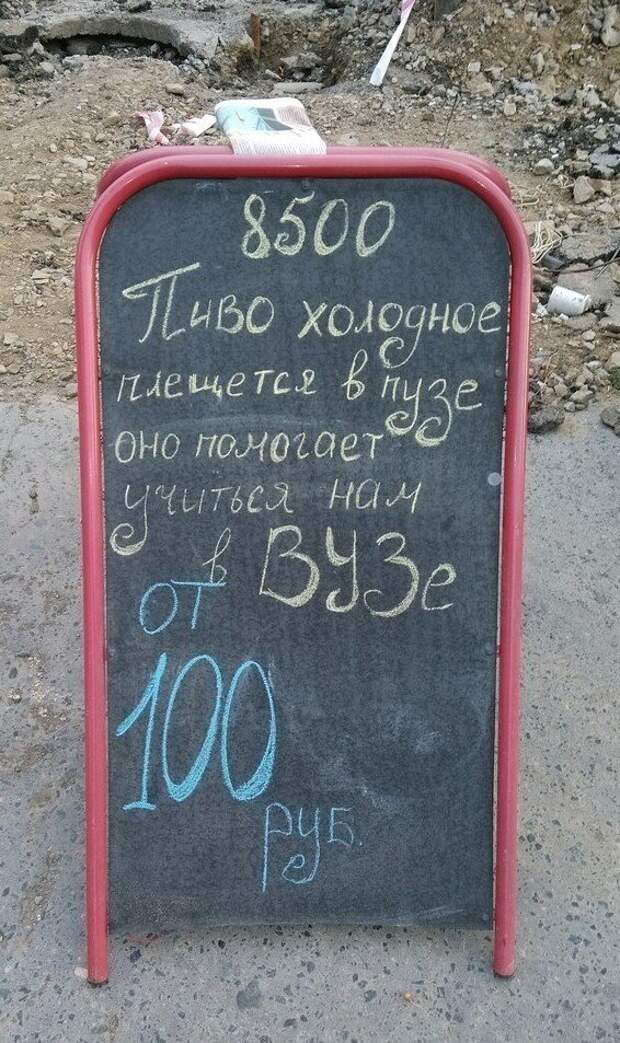 8500
Пиво холодное
плещется в пузе
оно помогает
учиться нам
в ВУЗе
от
100
руб.